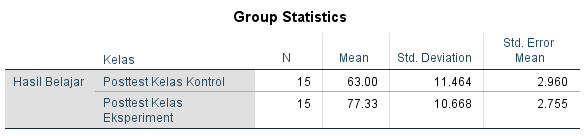 Group Statistics
Kelas N Mean Std. Deviation Std. Error Mean
Hasil Belajar Posttest Kelas Kontrol 15 63.00 11.464 2.960
Posttest Kelas Eksperiment 15 77.33 10.668 2.755